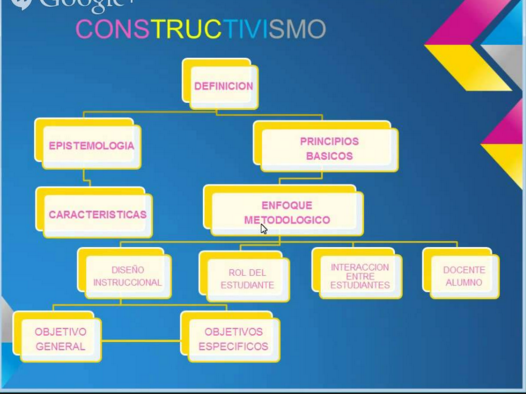 Google+
CONSTRUCTIVISMO
DEFINICION
EPISTEMOLOGIA
PRINCIPIOS
BASICOS
CARACTERISTICAS
ENFOQUE
METODOLOGICO
DISEÑO
INSTRUCCIONAL
ROL DEL
ESTUDIANTE
INTERACCION
ENTRE
ESTUDIANTES
DOCENTE
ALUMNO
OBJETIVO
GENERAL
OBJETIVOS
ESPECIFICOS